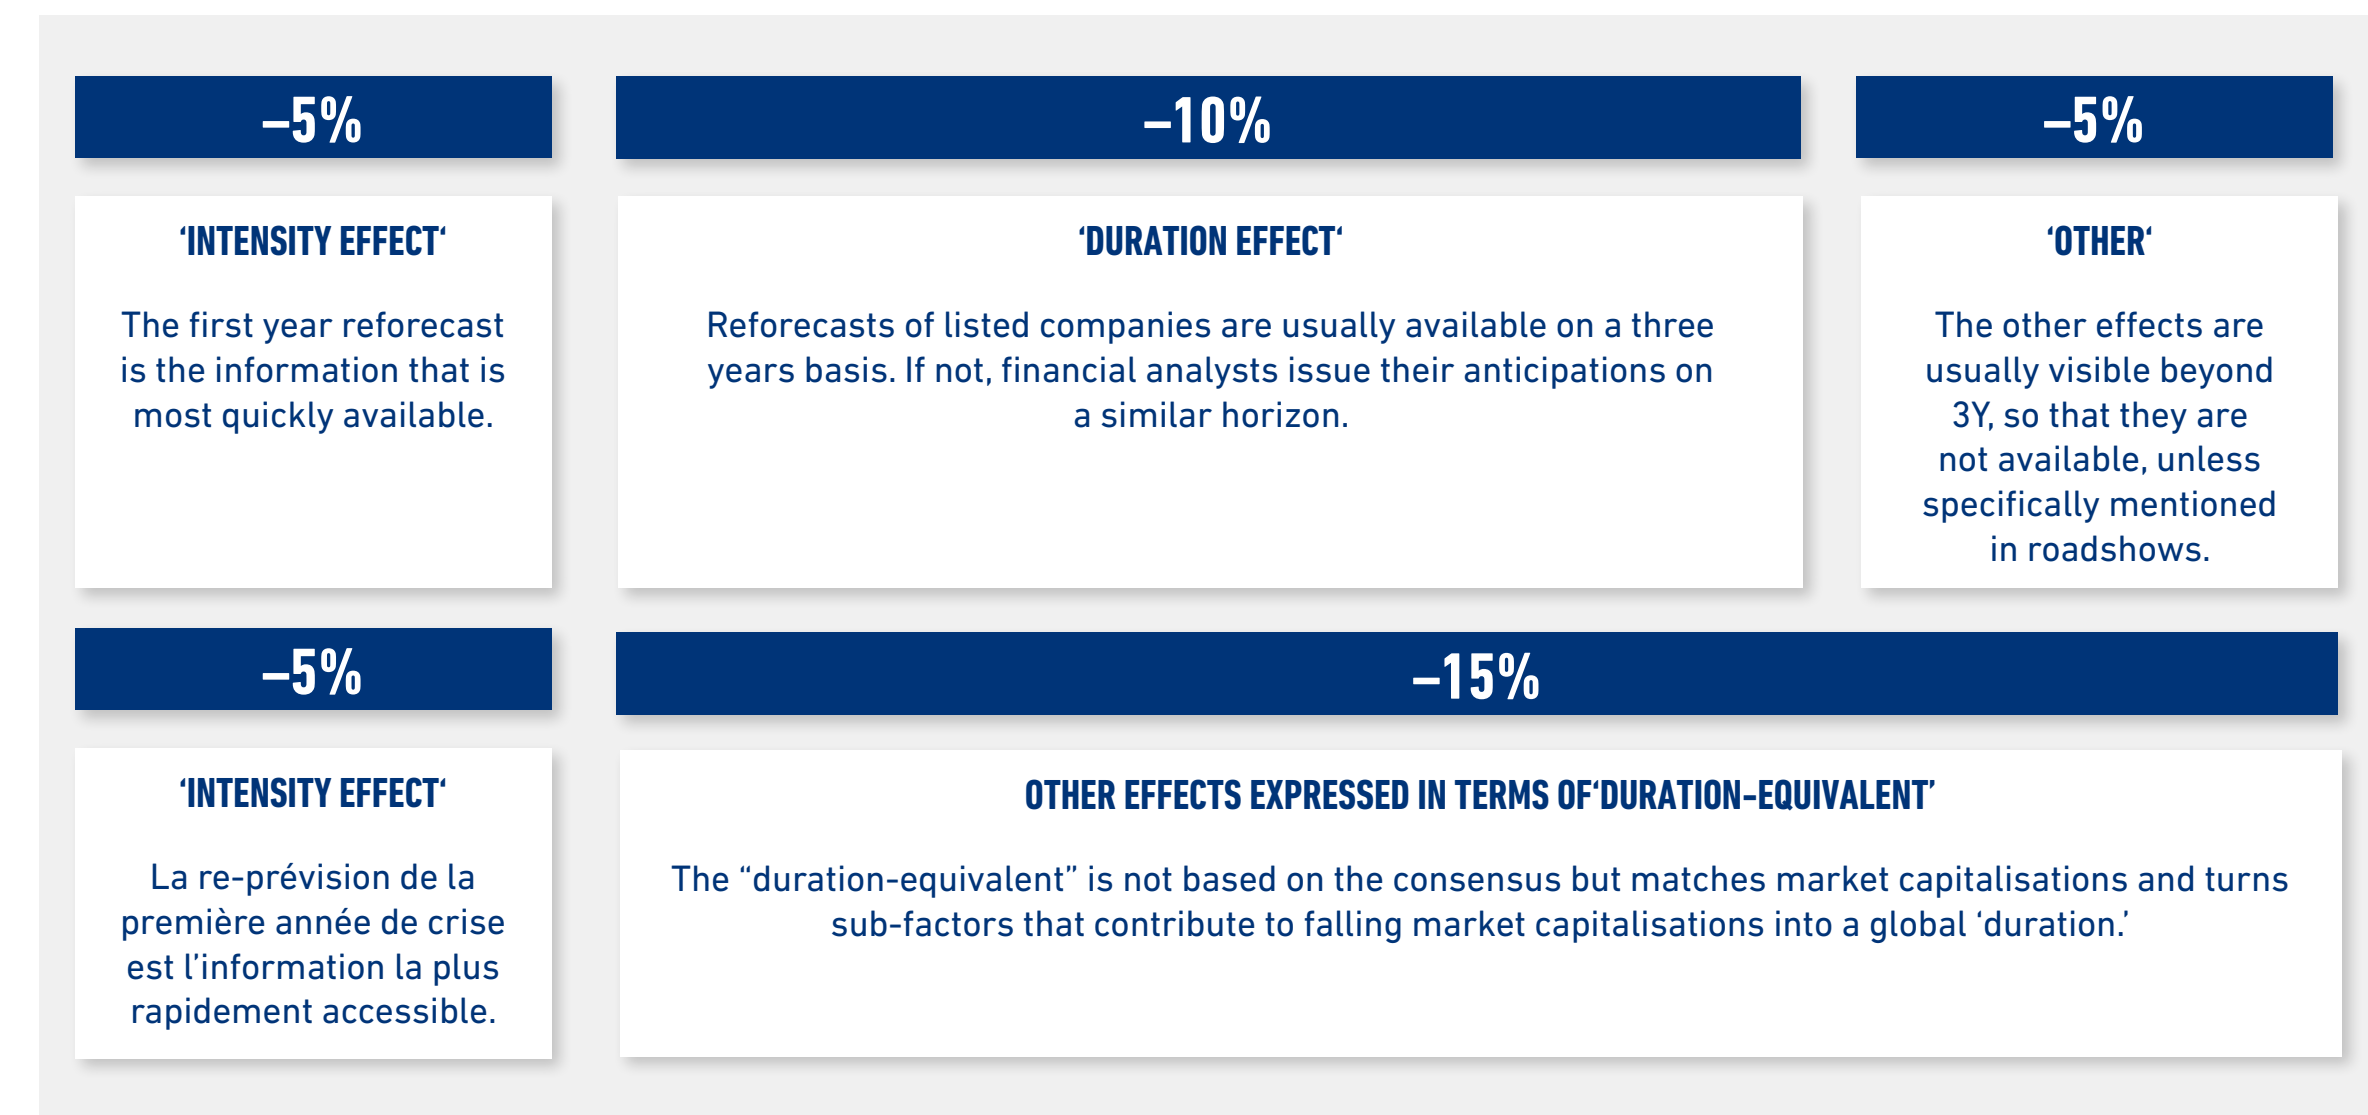 –5%
–10%
–5%
‘INTENSITY EFFECT‘
The first year reforecast
is the information that is
most quickly available.
‘DURATION EFFECT‘
Reforecasts of listed companies are usually available on a three
years basis. If not, financial analysts issue their anticipations on
a similar horizon.
‘OTHER‘
The other effects are
usually visible beyond
3Y, so that they are
not available, unless
specifically mentioned
in roadshows.
–5%
–15%
‘INTENSITY EFFECT‘
La re-prévision de la
première année de crise
est l’information la plus
rapidement accessible.
OTHER EFFECTS EXPRESSED IN TERMS OF‘DURATION-EQUIVALENT’
The “duration-equivalent” is not based on the consensus but matches market capitalisations and turns
sub-factors that contribute to falling market capitalisations into a global ‘duration.’